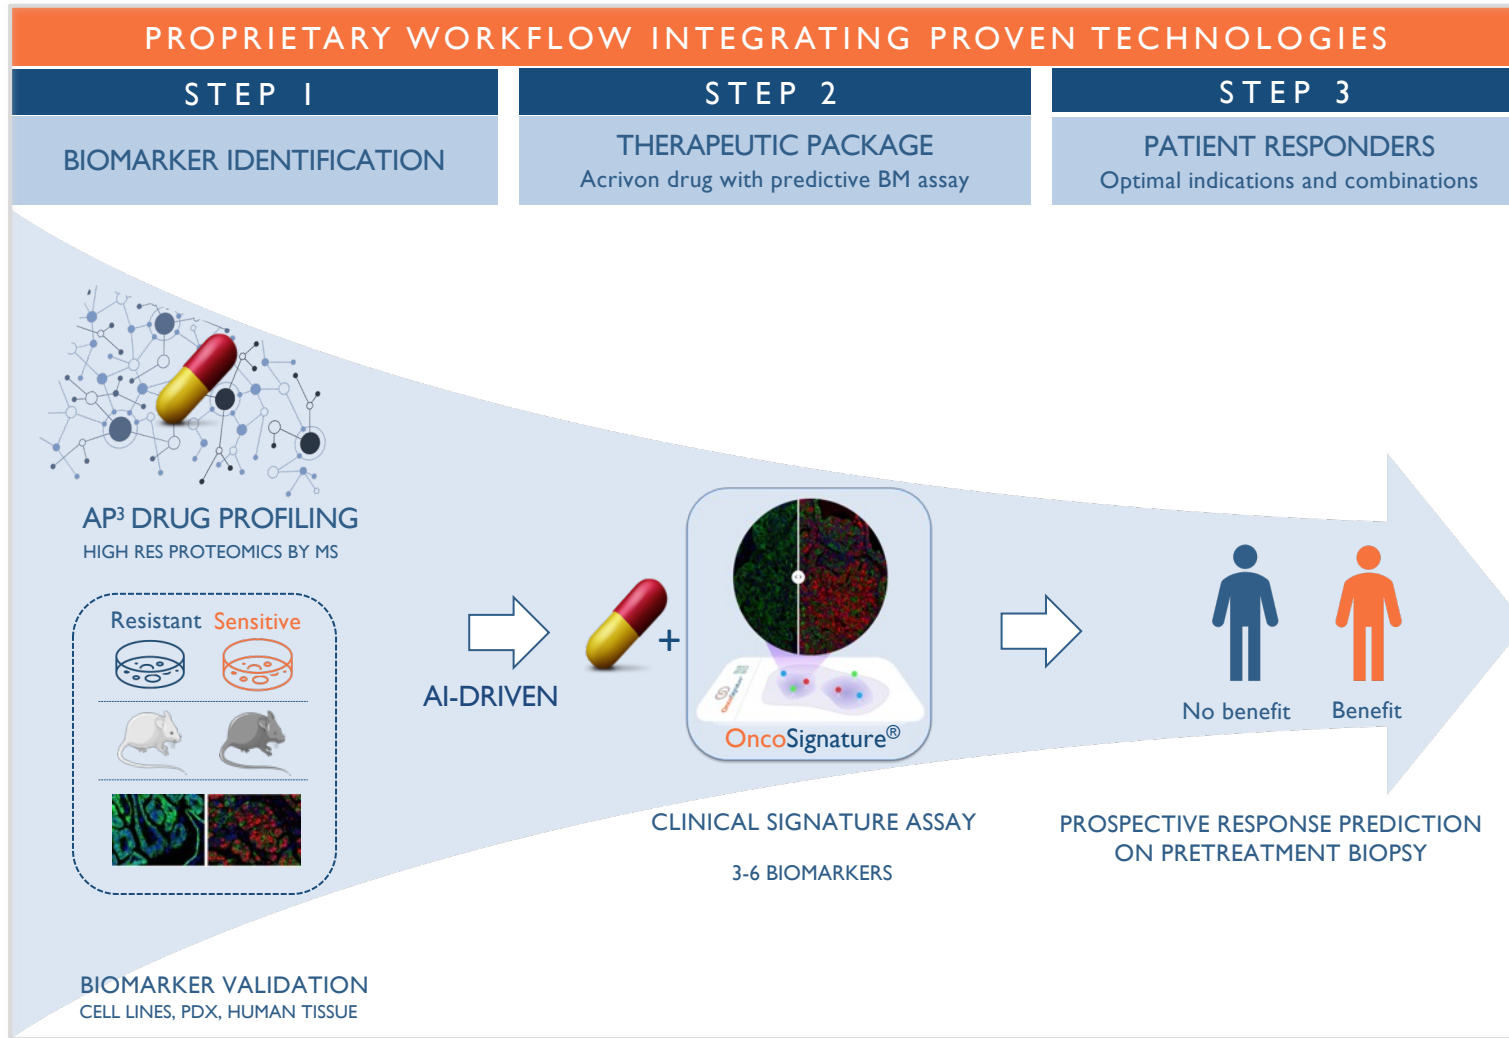 PROPRIETARY WORKFLOW INTEGRATING PROVEN TECHNOLOGIES
STEP 1
BIOMARKER IDENTIFICATION
STEP 2
THERAPEUTIC PACKAGE
Acrivon drug with predictive BM assay
STEP 3
PATIENT RESPONDERS
Optimal indications and combinations
AP³ DRUG PROFILING
HIGH RES PROTEOMICS BY MS
Resistant Sensitive
BIOMARKER VALIDATION
CELL LINES, PDX, HUMAN TISSUE
AI-DRIVEN
+
OncoSignature
OncoSignature®
CLINICAL SIGNATURE ASSAY
3-6 BIOMARKERS
No benefit Benefit
PROSPECTIVE RESPONSE PREDICTION
ON PRETREATMENT BIOPSY